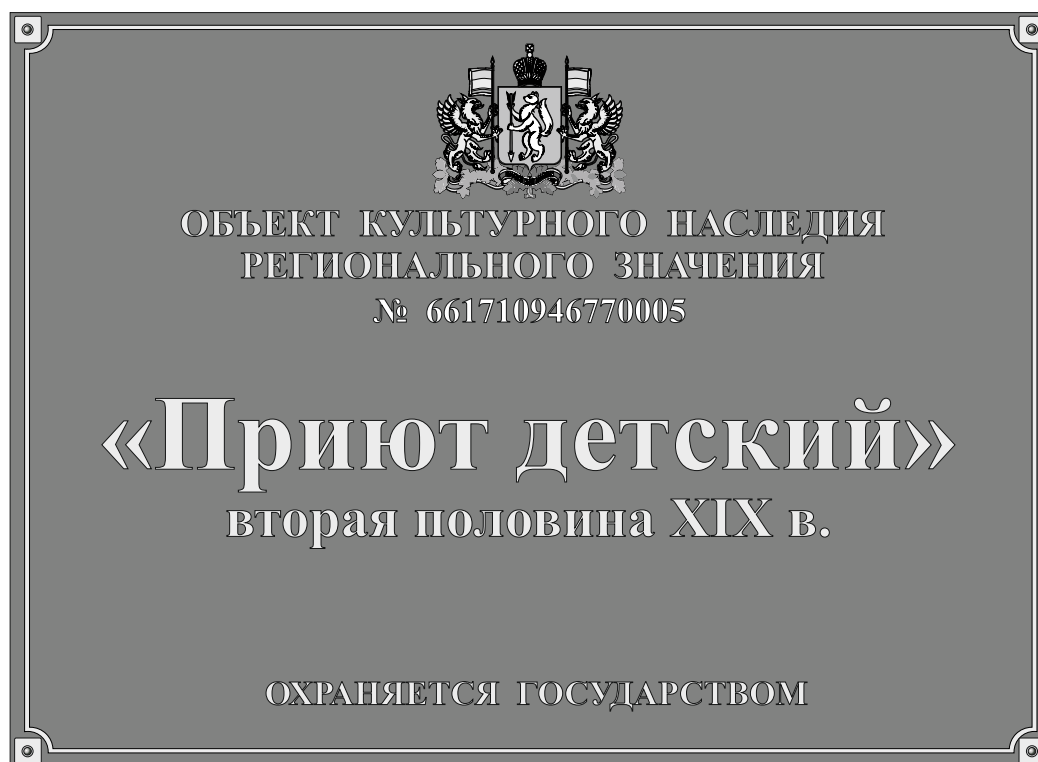 ОБЪЕКТ КУЛЬТУРНОГО НАСЛЕДИЯ
РЕГИОНАЛЬНОГО ЗНАЧЕНИЯ
№ 661710946770005
«Приют детский»
вторая половина XIX в.
ОХРАНЯЕТСЯ ГОСУДАРСТВОМ